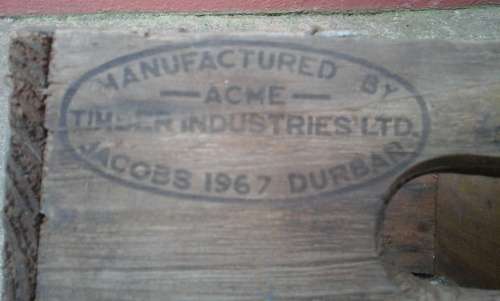 MANUFACTURED BY
— ACME —
TIMBER INDUSTRIES LTD.
JACOBS 1967 DURBAN